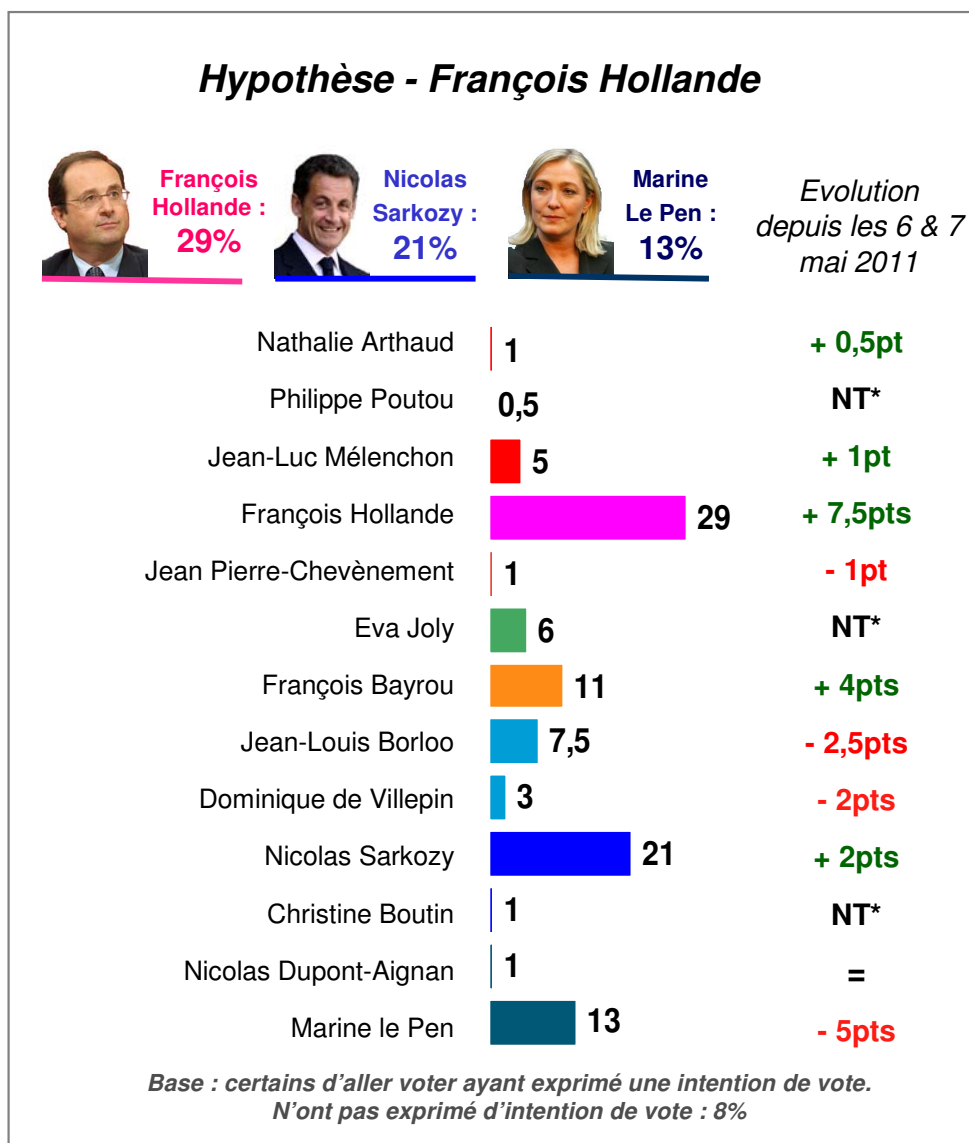 Hypothèse - François Hollande
François
Hollande :
29%
Nicolas
Sarkozy :
21%
Marine
Le Pen :
13%
Evolution
depuis les 6 & 7
mai 2011
Nathalie Arthaud 1 + 0,5pt
Philippe Poutou 0,5 NT*
Jean-Luc Mélenchon 5 + 1pt
François Hollande 29 + 7,5pts
Jean Pierre-Chevènement 1 - 1pt
Eva Joly 6 NT*
François Bayrou 11 + 4pts
Jean-Louis Borloo 7,5 - 2,5pts
Dominique de Villepin 3 - 2pts
Nicolas Sarkozy 21 + 2pts
Christine Boutin 1 NT*
Nicolas Dupont-Aignan 1 =
Marine le Pen 13 - 5pts
Base : certains d'aller voter ayant exprimé une intention de vote.
N'ont pas exprimé d'intention de vote : 8%